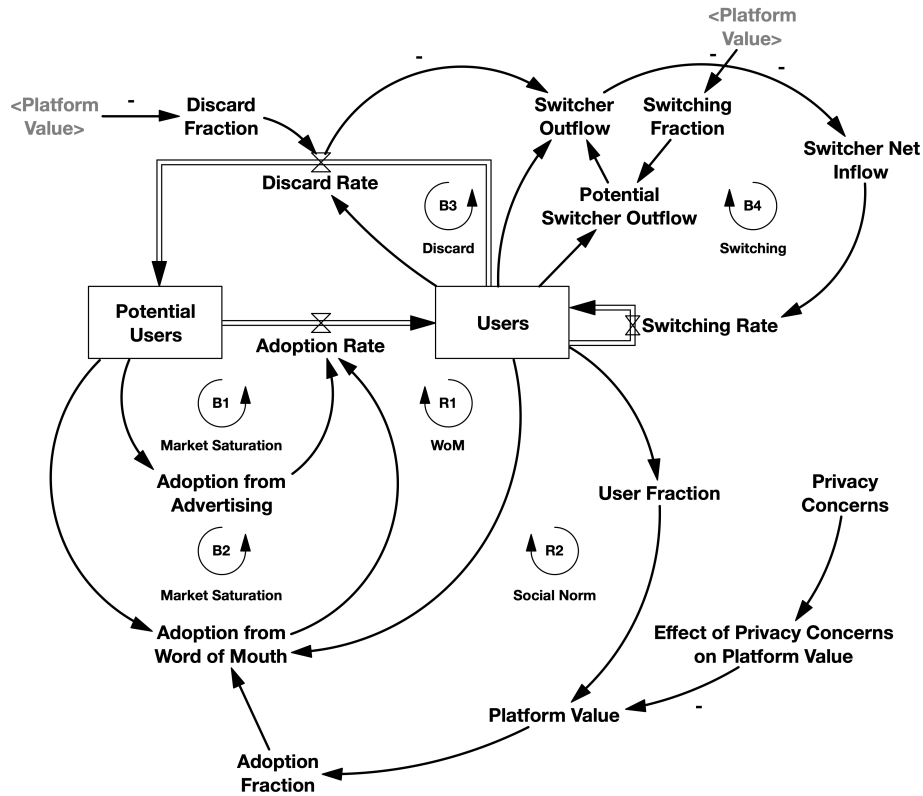 <Platform
Value>
-
-
-
<Platform
Value>
-
Discard
Fraction
Switcher
Outflow
Switching
Fraction
Switcher Net
Inflow
Discard Rate
Potential
Switcher Outflow
B3
Discard
B4
Switching
Potential
Users
Users
Switching Rate
Adoption Rate
B1
Market Saturation
R1
WoM
Adoption from
Advertising
User Fraction
Privacy
Concerns
B2
Market Saturation
R2
Social Norm
Adoption from
Word of Mouth
Effect of Privacy Concerns
on Platform Value
-
Platform Value
Adoption
Fraction